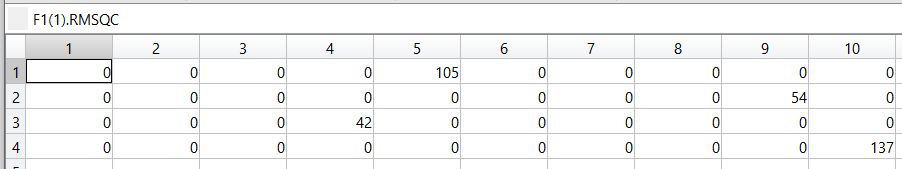 F1(1).RMSQC
1 2 3 4 5 6 7 8 9 10
1 0 0 0 0 105 0 0 0 0 0
2 0 0 0 0 0 0 0 0 54 0
3 0 0 0 42 0 0 0 0 0 0
4 0 0 0 0 0 0 0 0 0 137